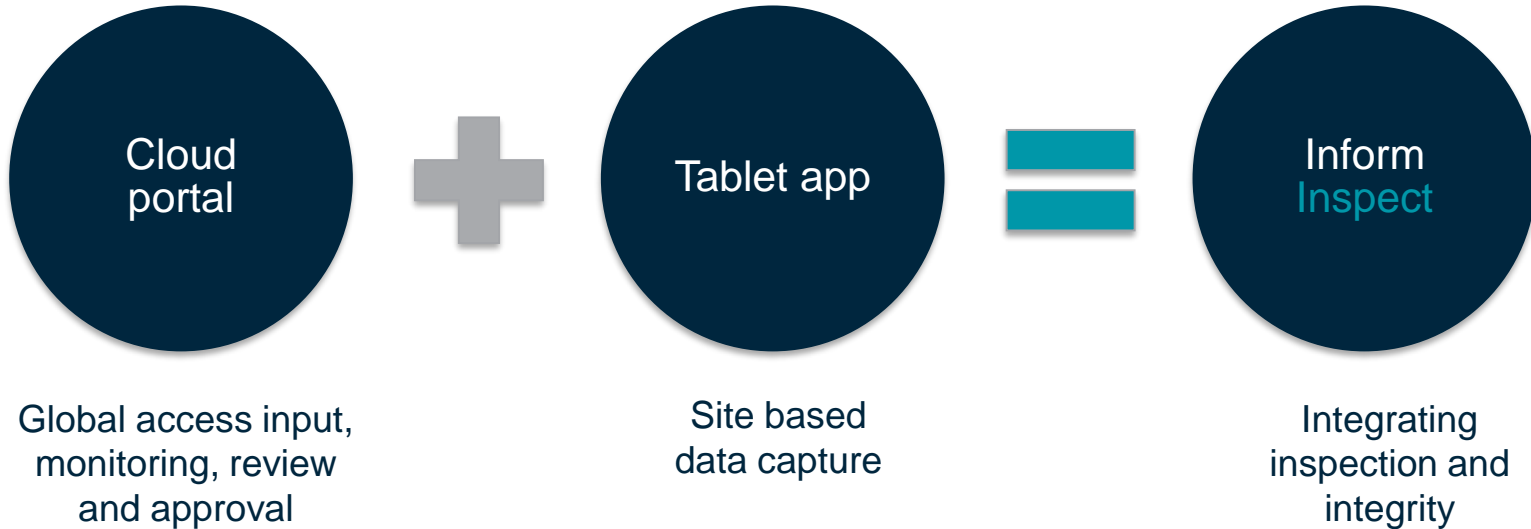 Cloud
portal
Tablet app
Inform
Inspect
Global access input,
monitoring, review
and approval
Site based
data capture
Integrating
inspection and
integrity